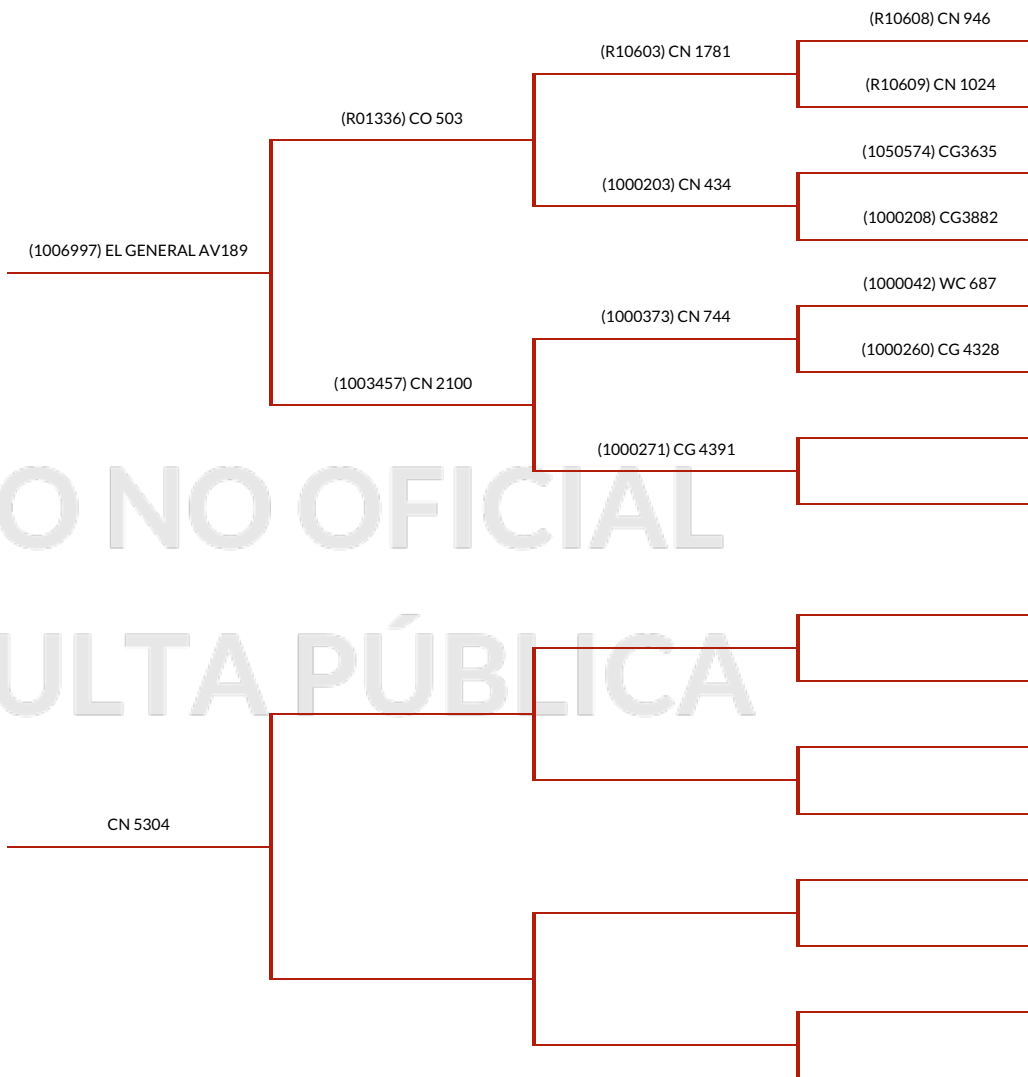 (R10608) CN 946
(R10603) CN 1781
(R10609) CN 1024
(R01336) CO 503
(1050574) CG3635
(1000203) CN 434
(1000208) CG3882
(1006997) EL GENERAL AV189
(1000042) WC 687
(1000373) CN 744
(1000260) CG 4328
(1003457) CN 2100
(1000271) CG 4391
O NO OFICIAL
ULTA PÚBLICA
CN 5304